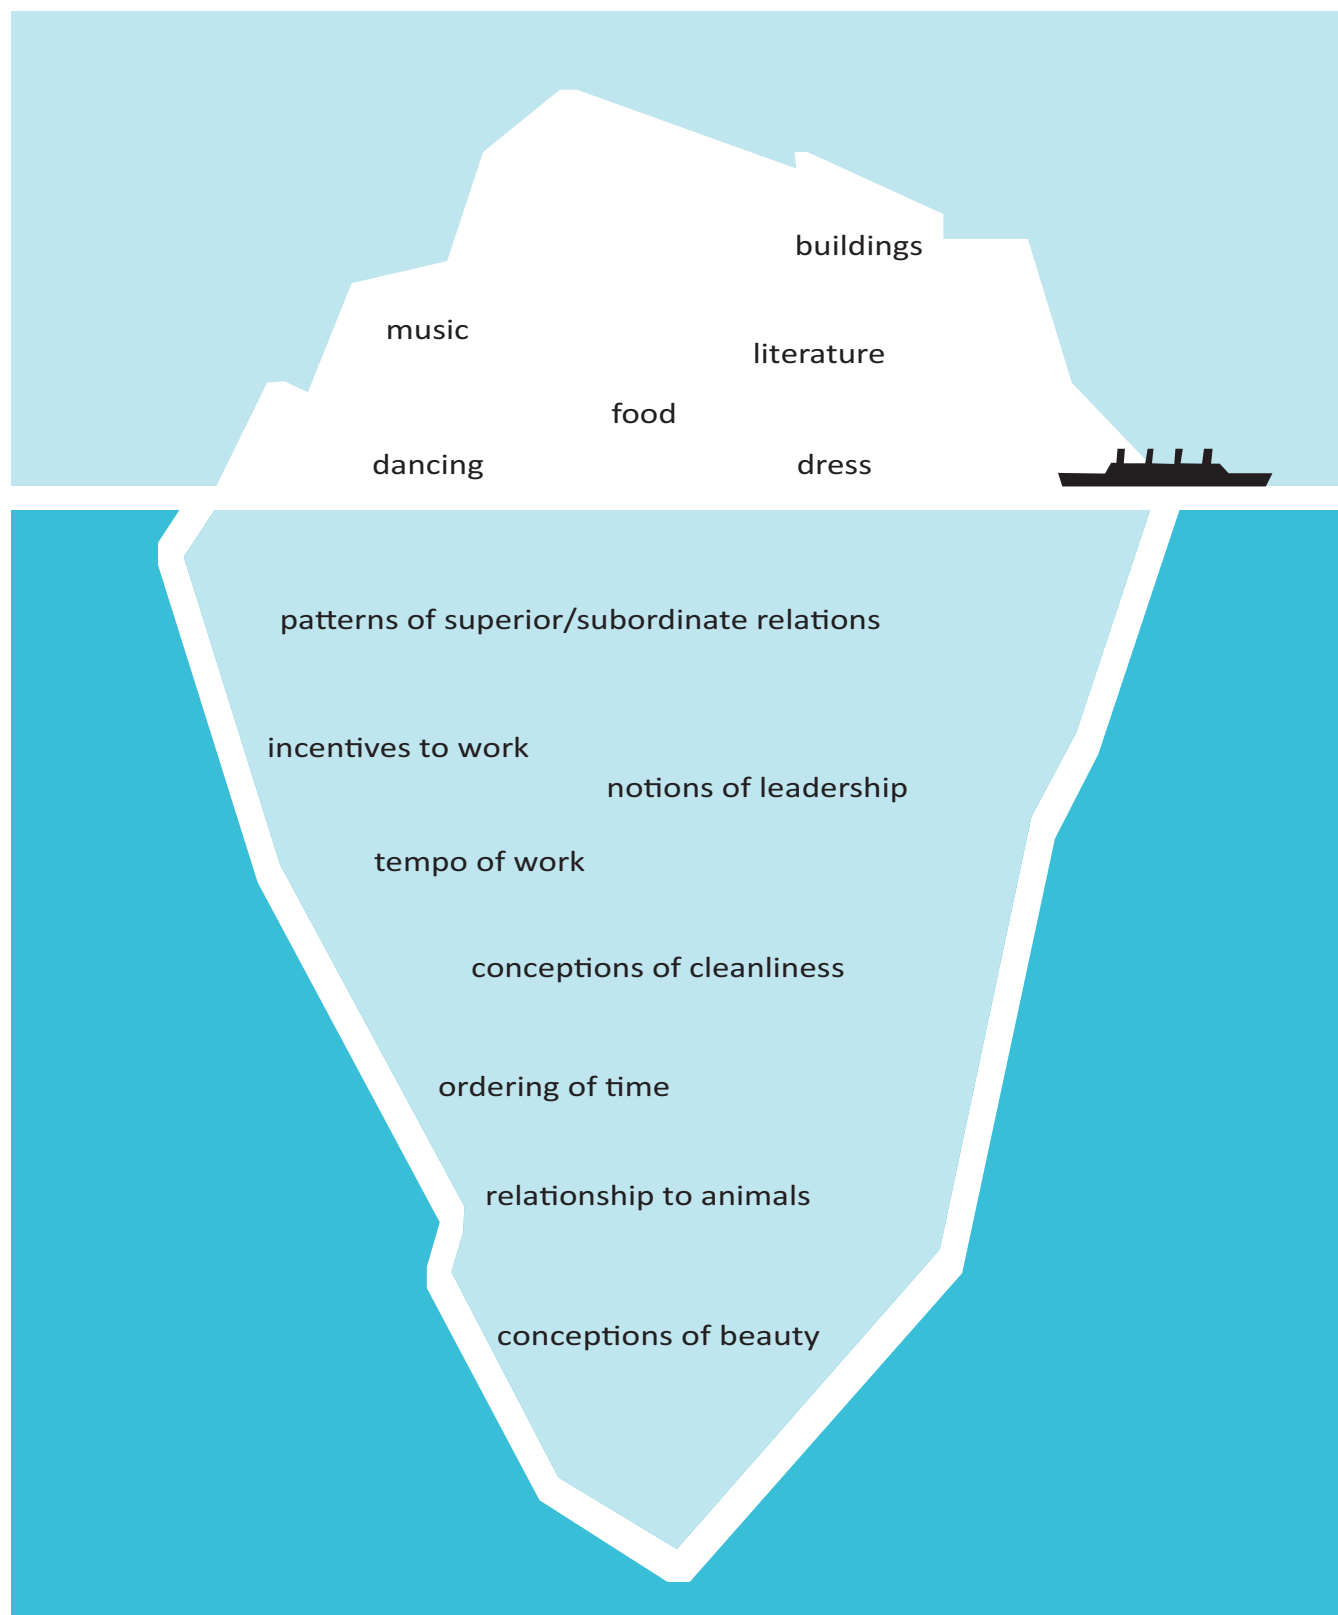 buildings
music
literature
food
dancing
dress
patterns of superior/subordinate relations
incentives to work
notions of leadership
tempo of work
conceptions of cleanliness
ordering of time
relationship to animals
conceptions of beauty